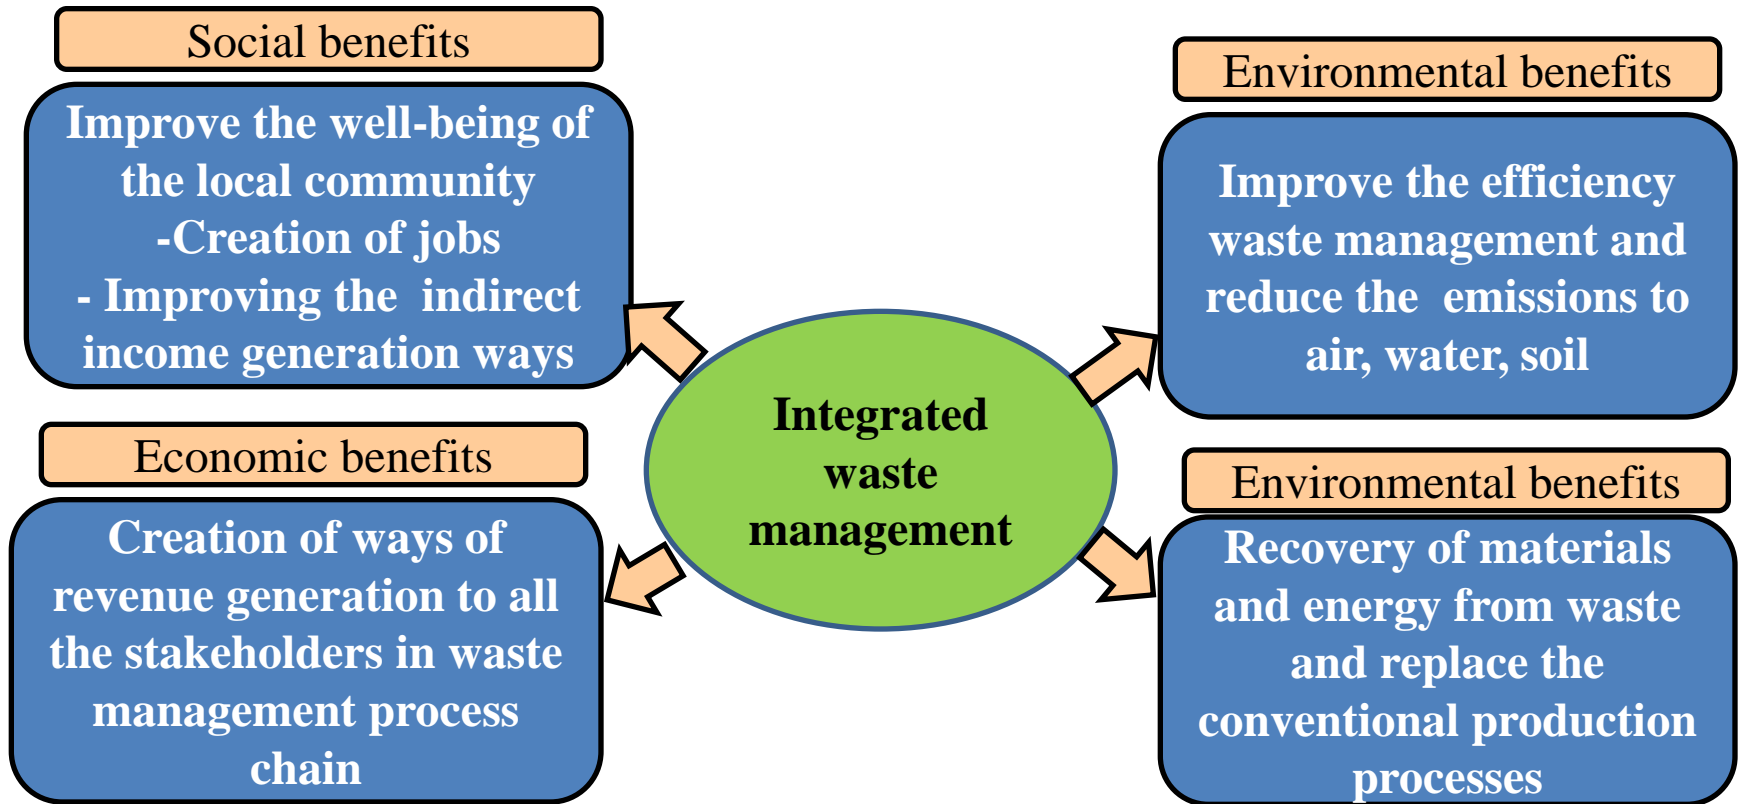 Social benefits
Improve the well-being of
the local community
-Creation of jobs
- Improving the  indirect
income generation ways
Economic benefits
Creation of ways of
revenue generation to all
the stakeholders in waste
management process
chain
Integrated
waste
management
Environmental benefits
Improve the efficiency
waste management and
reduce the  emissions to
air, water, soil
Environmental benefits
Recovery of materials
and energy from waste
and replace the
conventional production
processes